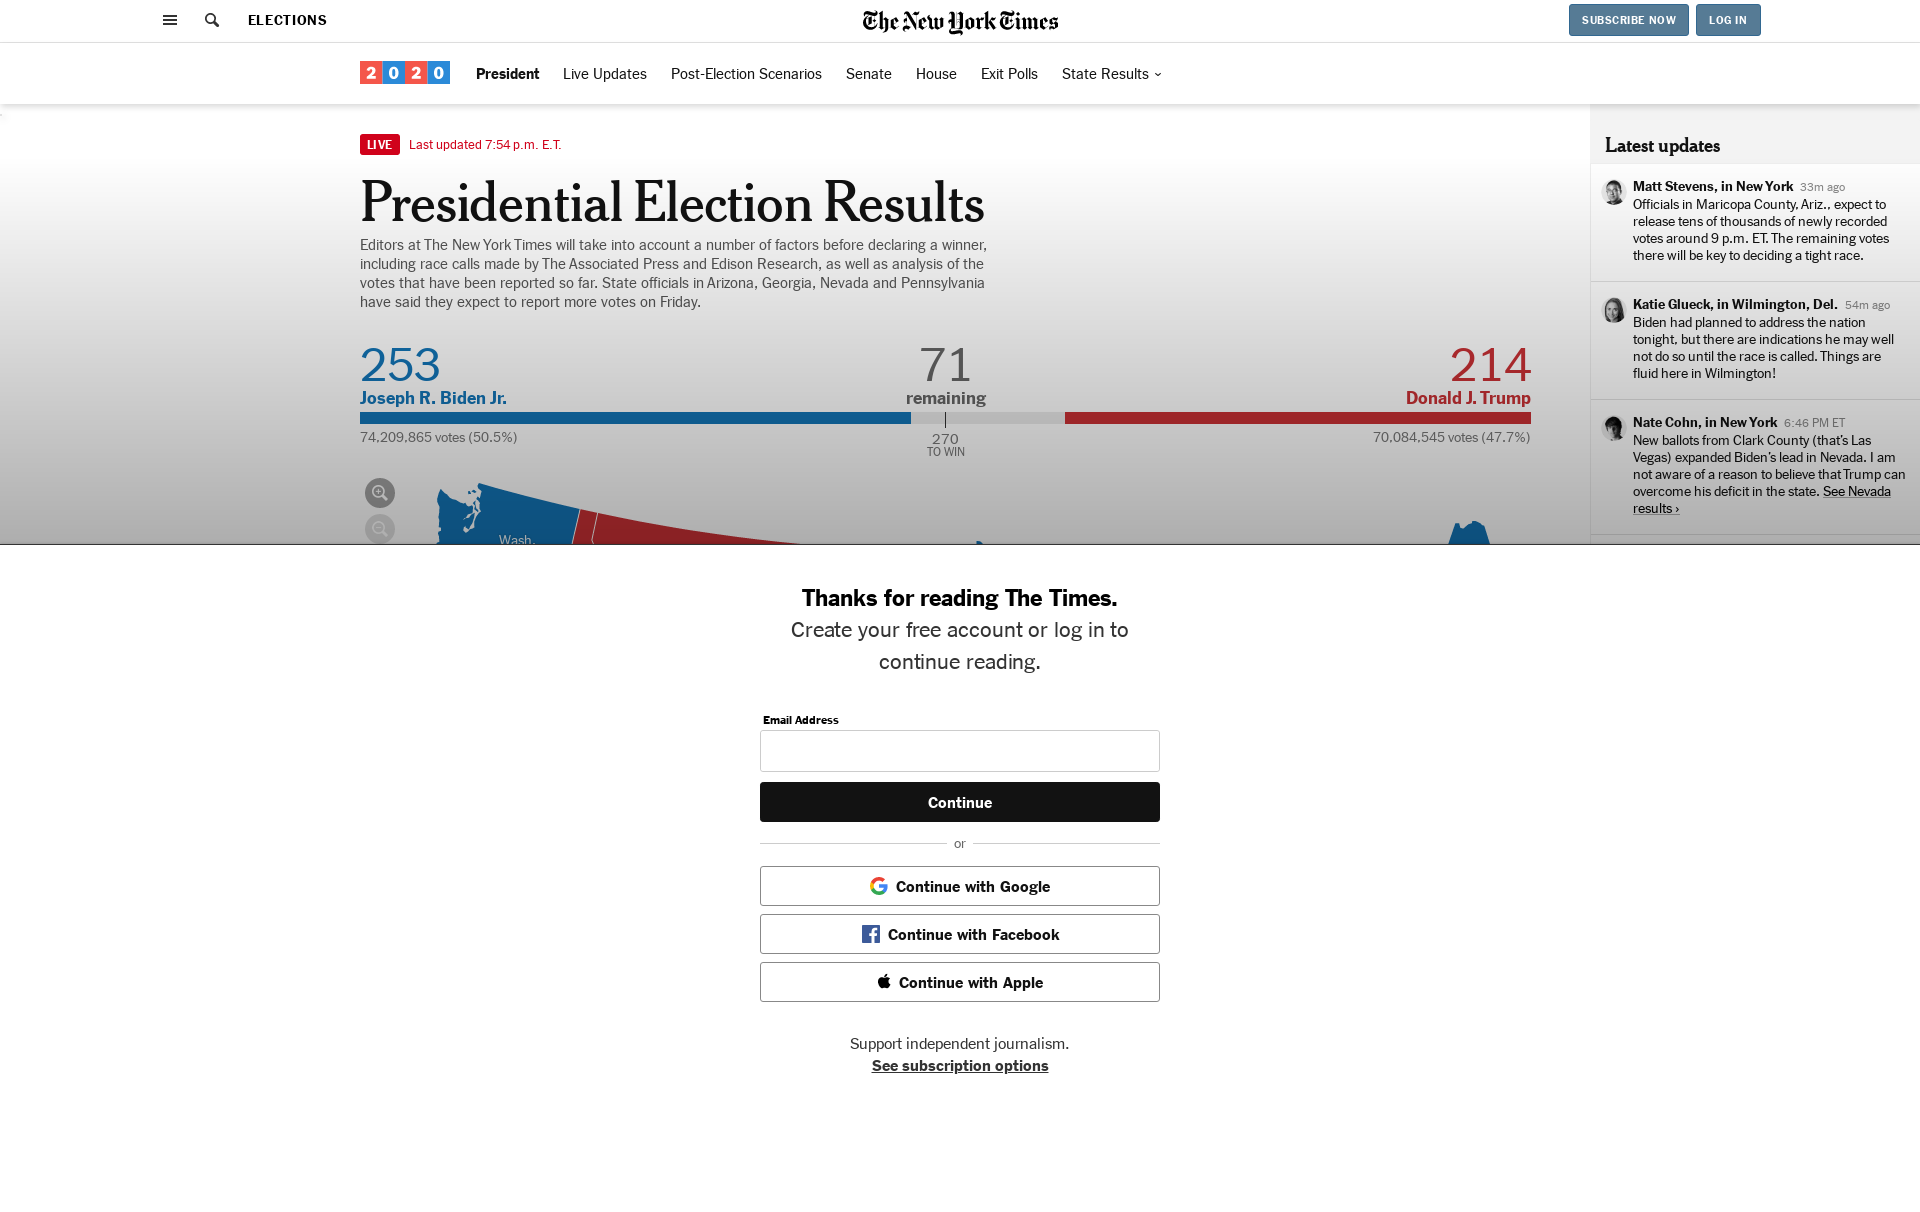 ELECTIONS
The New York Times
SUBSCRIBE NOW
LOG IN
2020
President
Live Updates
Post-Election Scenarios
Senate
House
Exit Polls
State Results
LIVE
Last updated 7:54 p.m. E.T.
Presidential Election Results
Editors at The New York Times will take into account a number of factors before declaring a winner,
including race calls made by The Associated Press and Edison Research, as well as analysis of the
votes that have been reported so far. State officials in Arizona, Georgia, Nevada and Pennsylvania
have said they expect to report more votes on Friday.
253
Joseph R. Biden Jr.
74,209,865 votes (50.5%)
71
remaining
270
TO WIN
214
Donald J. Trump
70,084,545 votes (47.7%)
Wash.
Latest updates
Matt Stevens, in New York 33m ago
Officials in Maricopa County, Ariz., expect to
release tens of thousands of newly recorded
votes around 9 p.m. ET. The remaining votes
there will be key to deciding a tight race.
Katie Glueck, in Wilmington, Del. 54m ago
Biden had planned to address the nation
tonight, but there are indications he may well
not do so until the race is called. Things are
fluid here in Wilmington!
Nate Cohn, in New York 6:46 PM ET
New ballots from Clark County (that’s Las
Vegas) expanded Biden’s lead in Nevada. I am
not aware of a reason to believe that Trump can
overcome his deficit in the state. See Nevada
results ›
Thanks for reading The Times.
Create your free account or log in to
continue reading.
Email Address
Continue
or
Continue with Google
Continue with Facebook
Continue with Apple
Support independent journalism.
See subscription options